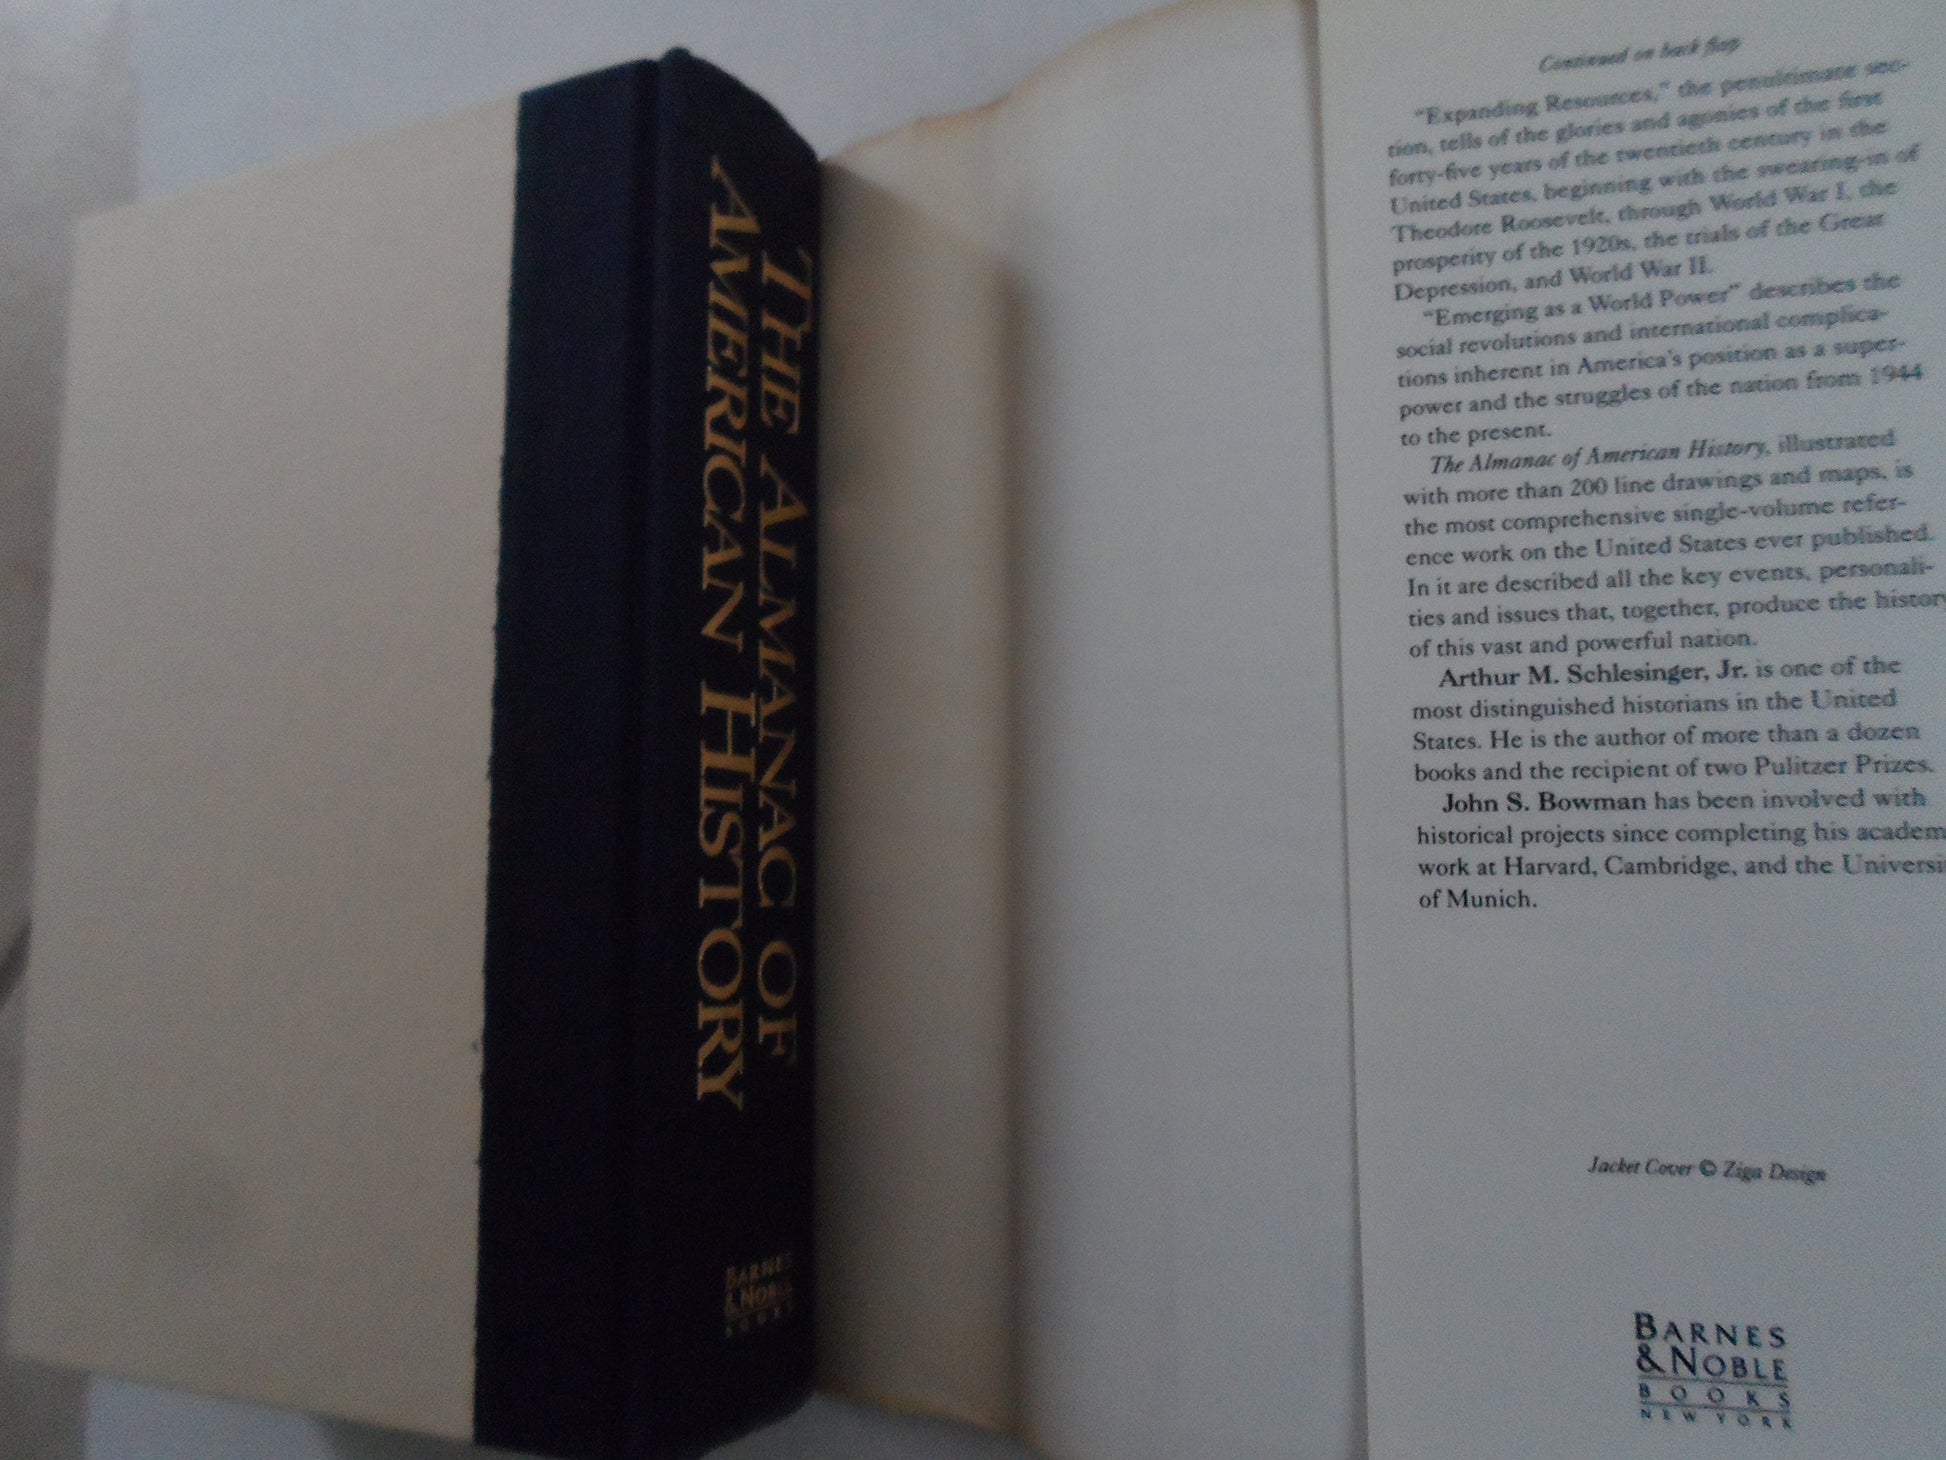 THE ALMANAC OF
AMERICAN HISTORY
BARNES
& NOBLE
BOOKS
Continued on back flap
"Expanding Resources," the penultimate sec-
tion, tells of the glories and agonies of the first
forty-five years of the twentieth century in the
United States, beginning with the swearing-in of
Theodore Roosevelt, through World War I, the
prosperity of the 1920s, the trials of the Great
Depression, and World War II.
"Emerging as a World Power" describes the
social revolutions and international complica-
tions inherent in America's position as a super-
power and the struggles of the nation from 1944
to the present.
The Almanac of American History, illustrated
with more than 200 line drawings and maps, is
the most comprehensive single-volume refer-
ence work on the United States ever published.
In it are described all the key events, personali-
ties and issues that, together, produce the history
of this vast and powerful nation.
Arthur M. Schlesinger, Jr. is one of the
most distinguished historians in the United
States. He is the author of more than a dozen
books and the recipient of two Pulitzer Prizes.
John S. Bowman has been involved with
historical projects since completing his academ
work at Harvard, Cambridge, and the Universi
of Munich.
Jacket Cover © Ziga Design
BARNES
& NOBLE
BOOKS
NEW YORK